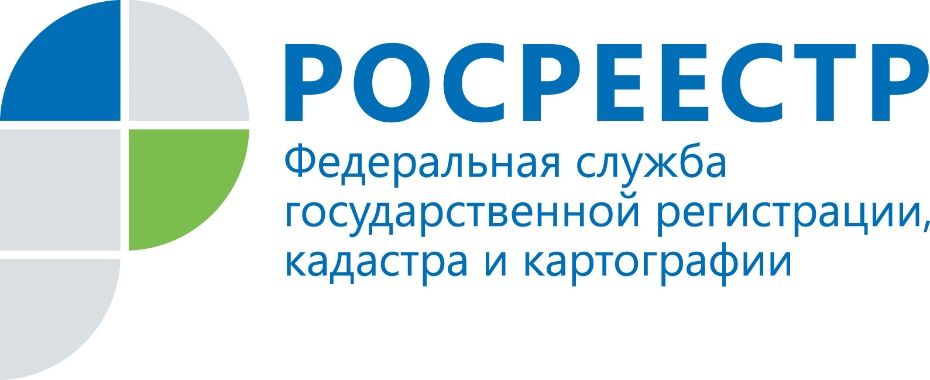 РОСРЕЕСТР
Федеральная служба
государственной регистрации,
кадастра и картографии